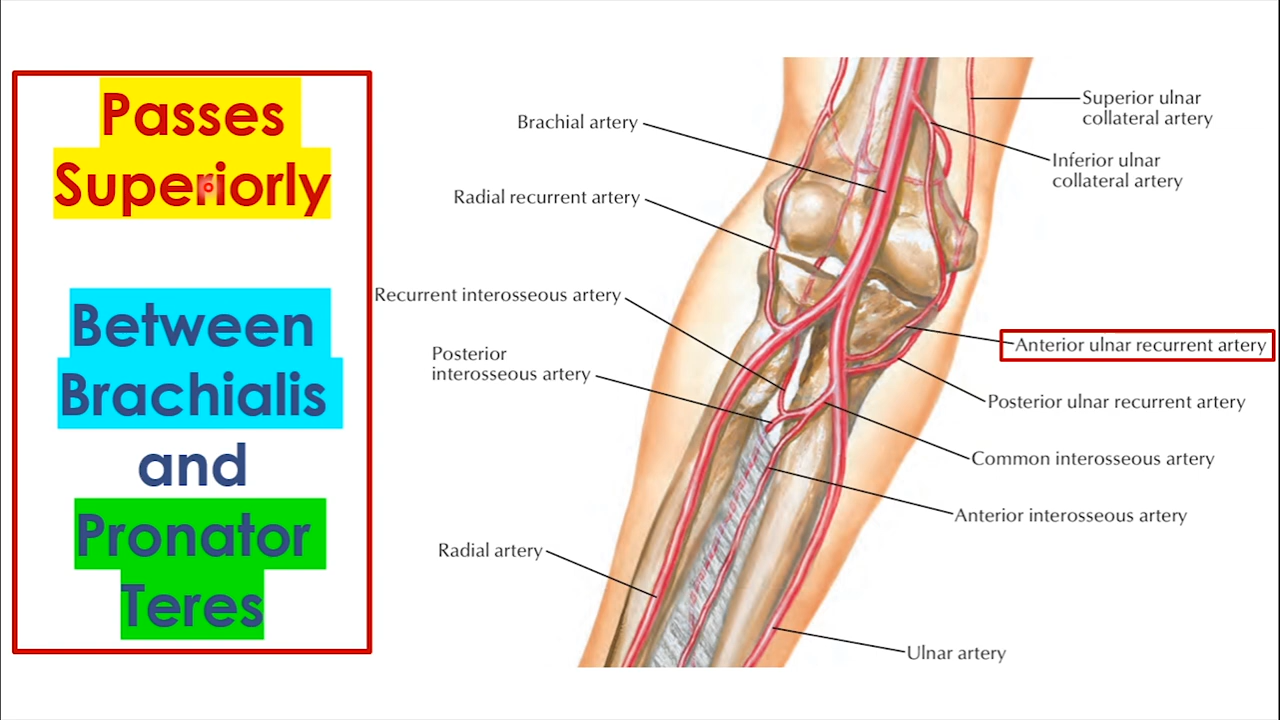 Passes
Superiorly
Between
Brachialis
and
Pronator
Teres
Brachial artery
Radial recurrent artery
Recurrent interosseous artery
Posterior
interosseous artery
Radial artery
Superior ulnar
collateral artery
Inferior ulnar
collateral artery
Anterior ulnar recurrent artery
Posterior ulnar recurrent artery
Common interosseous artery
Anterior interosseous artery
Ulnar artery